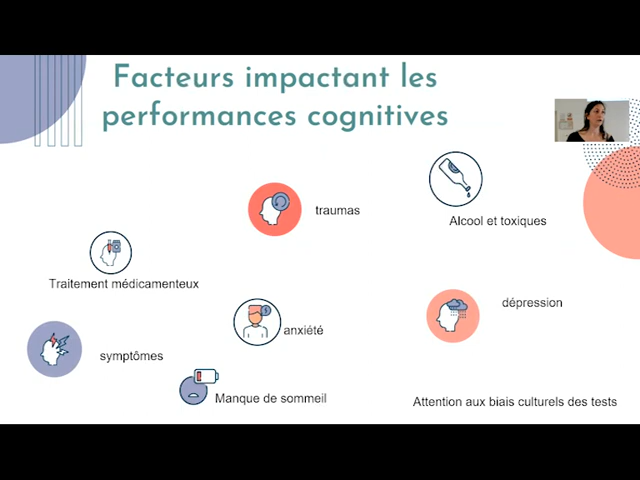 Facteurs impactant les
performances cognitives
traumas
Alcool et toxiques
Traitement médicamenteux
dépression
anxiété
symptômes
Manque de sommeil
Attention aux biais culturels des tests